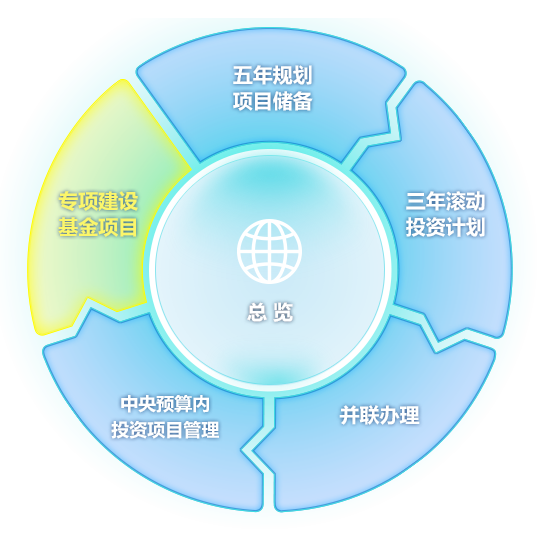 五年规划
项目储备
三年滚动
投资计划
并联办理
中央预算内
投资项目管理
专项建设
基金项目
总览